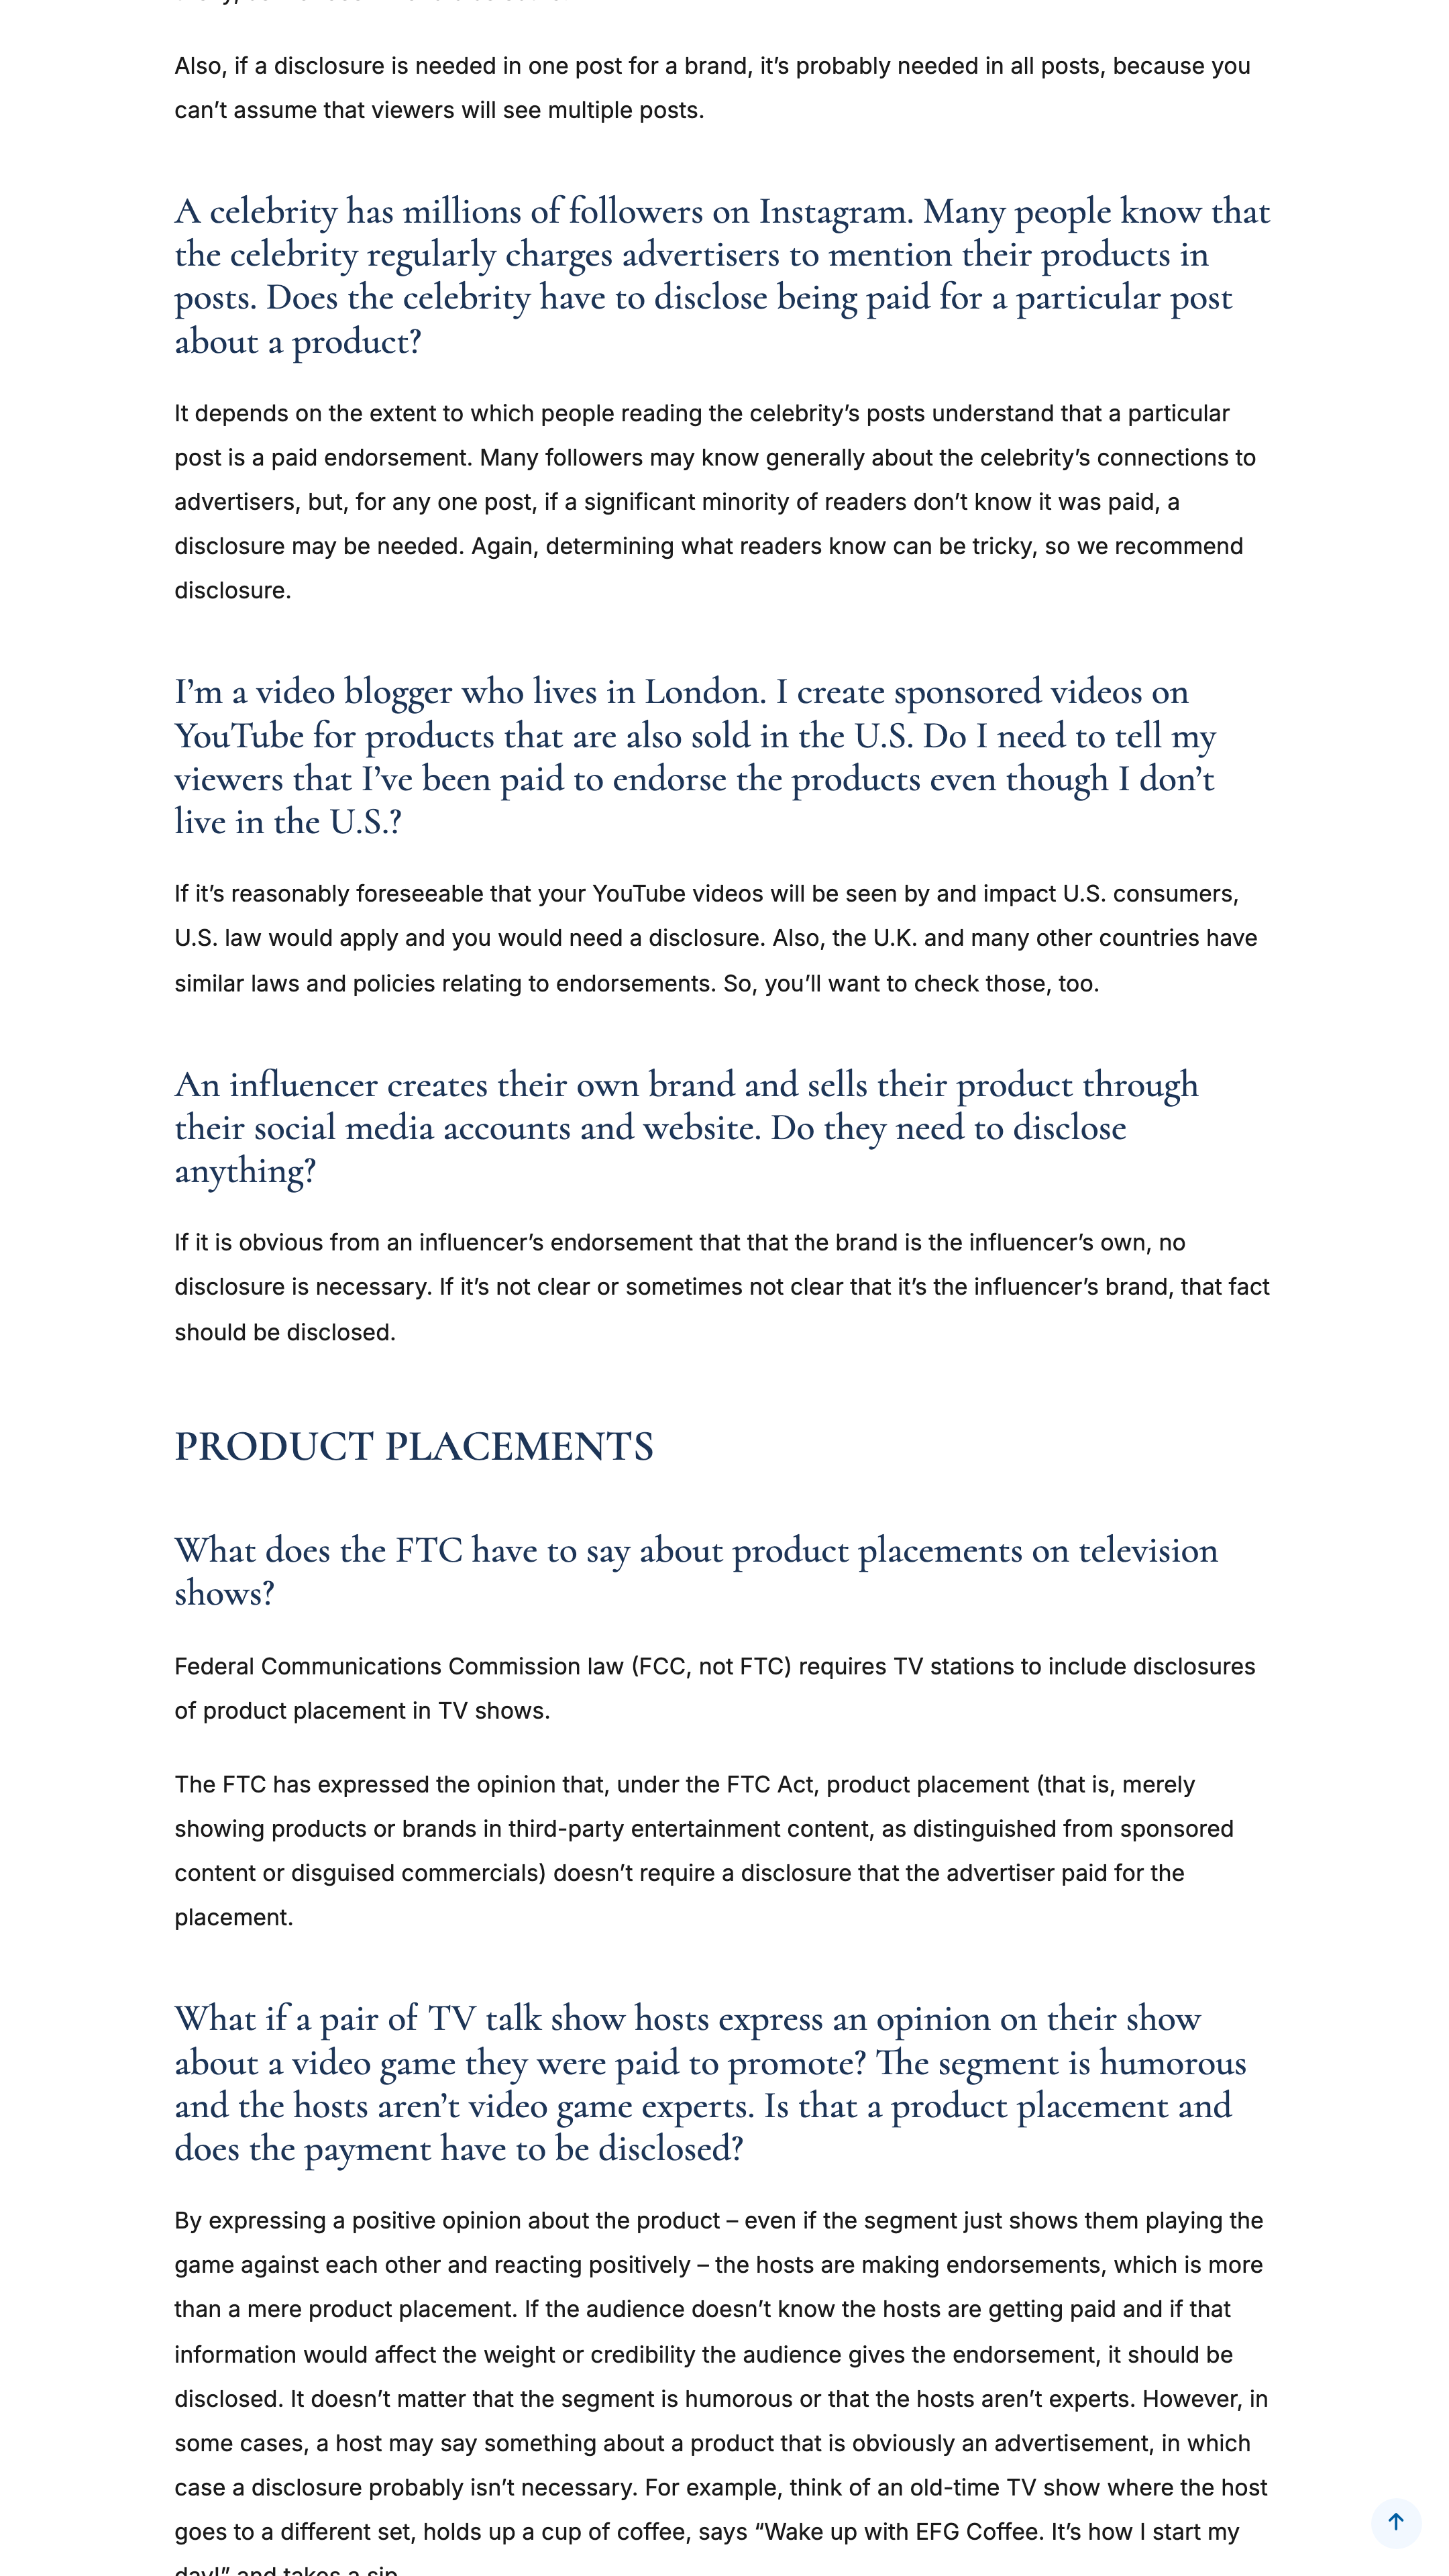 Also, if a disclosure is needed in one post for a brand, it’s probably needed in all posts, because you
can’t assume that viewers will see multiple posts.
A celebrity has millions of followers on Instagram. Many people know that
the celebrity regularly charges advertisers to mention their products in
posts. Does the celebrity have to disclose being paid for a particular post
about a product?
It depends on the extent to which people reading the celebrity’s posts understand that a particular
post is a paid endorsement. Many followers may know generally about the celebrity’s connections to
advertisers, but, for any one post, if a significant minority of readers don’t know it was paid, a
disclosure may be needed. Again, determining what readers know can be tricky, so we recommend
disclosure.
I’m a video blogger who lives in London. I create sponsored videos on
YouTube for products that are also sold in the U.S. Do I need to tell my
viewers that I’ve been paid to endorse the products even though I don’t
live in the U.S.?
If it’s reasonably foreseeable that your YouTube videos will be seen by and impact U.S. consumers,
U.S. law would apply and you would need a disclosure. Also, the U.K. and many other countries have
similar laws and policies relating to endorsements. So, you’ll want to check those, too.
An influencer creates their own brand and sells their product through
their social media accounts and website. Do they need to disclose
anything?
If it is obvious from an influencer’s endorsement that that the brand is the influencer’s own, no
disclosure is necessary. If it’s not clear or sometimes not clear that it’s the influencer’s brand, that fact
should be disclosed.
PRODUCT PLACEMENTS
What does the FTC have to say about product placements on television
shows?
Federal Communications Commission law (FCC, not FTC) requires TV stations to include disclosures
of product placement in TV shows.
The FTC has expressed the opinion that, under the FTC Act, product placement (that is, merely
showing products or brands in third-party entertainment content, as distinguished from sponsored
content or disguised commercials) doesn’t require a disclosure that the advertiser paid for the
placement.
What if a pair of TV talk show hosts express an opinion on their show
about a video game they were paid to promote? The segment is humorous
and the hosts aren’t video game experts. Is that a product placement and
does the payment have to be disclosed?
By expressing a positive opinion about the product – even if the segment just shows them playing the
game against each other and reacting positively – the hosts are making endorsements, which is more
than a mere product placement. If the audience doesn’t know the hosts are getting paid and if that
information would affect the weight or credibility the audience gives the endorsement, it should be
disclosed. It doesn’t matter that the segment is humorous or that the hosts aren’t experts. However, in
some cases, a host may say something about a product that is obviously an advertisement, in which
case a disclosure probably isn’t necessary. For example, think of an old-time TV show where the host
goes to a different set, holds up a cup of coffee, says “Wake up with EFG Coffee. It’s how I start my
day!” and takes a sip.